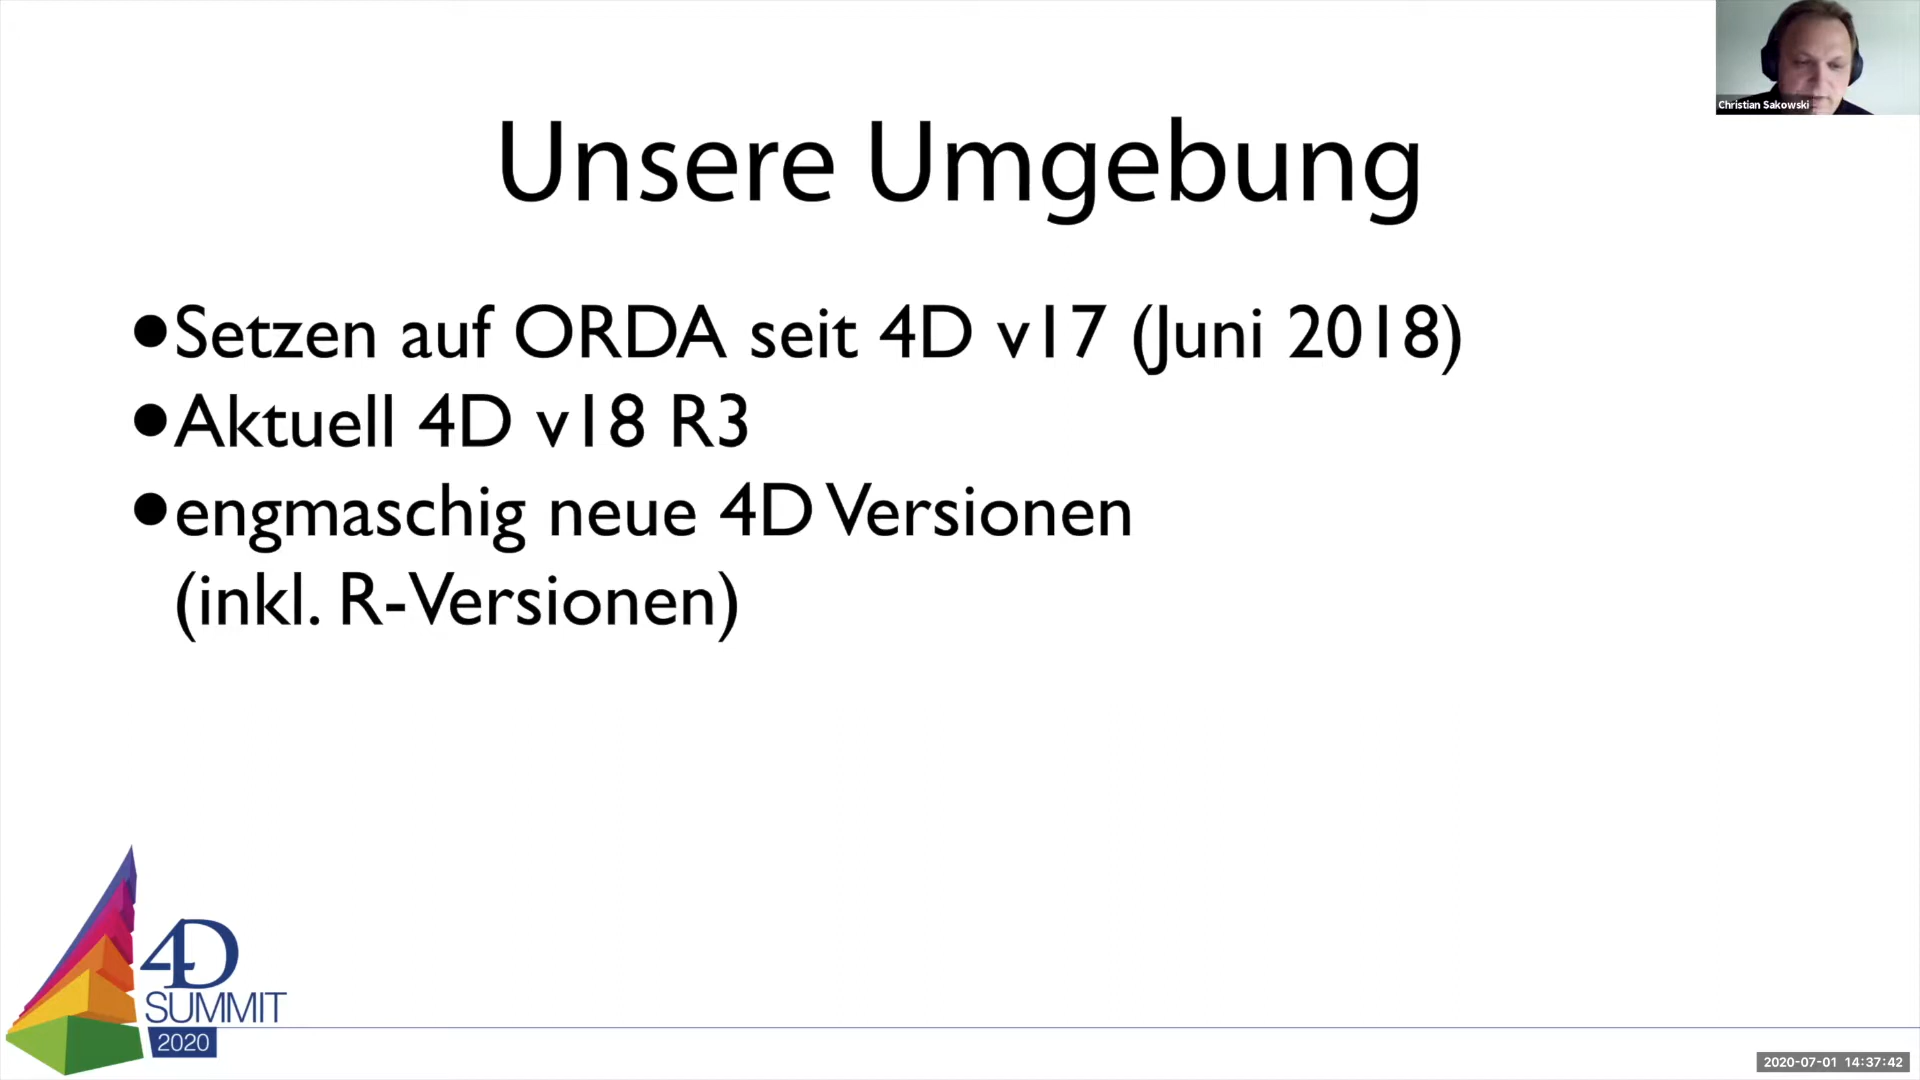 Christian Sakowski
Unsere Umgebung
•Setzen auf ORDA seit 4D v17 (Juni 2018)
•Aktuell 4D v18 R3
•engmaschig neue 4D Versionen
(inkl. R-Versionen)
4D
SUMMIT
2020
2020-07-01 14:37:42